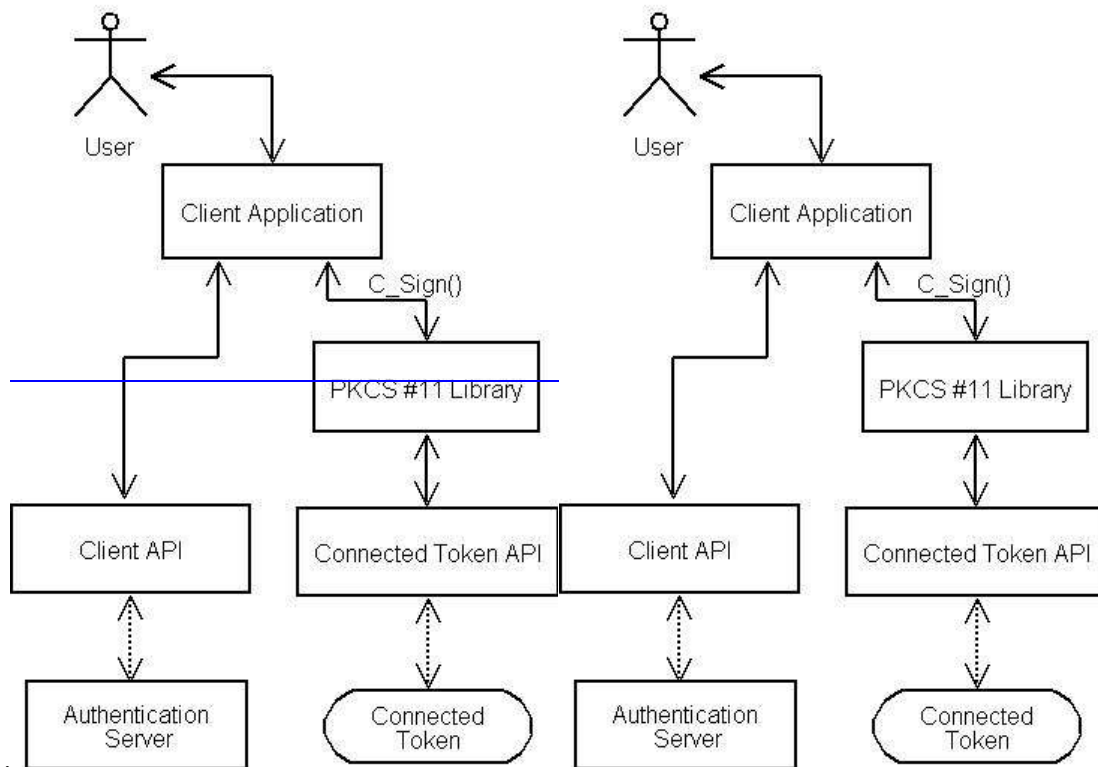 User
User
Client Application
Client Application
C_Sign()
C_Sign()
PKCS #11 Library
PKCS #11 Library
Client API
Connected Token API
Client API
Connected Token API
Authentication
Server
Connected
Token
Authentication
Server
Connected
Token